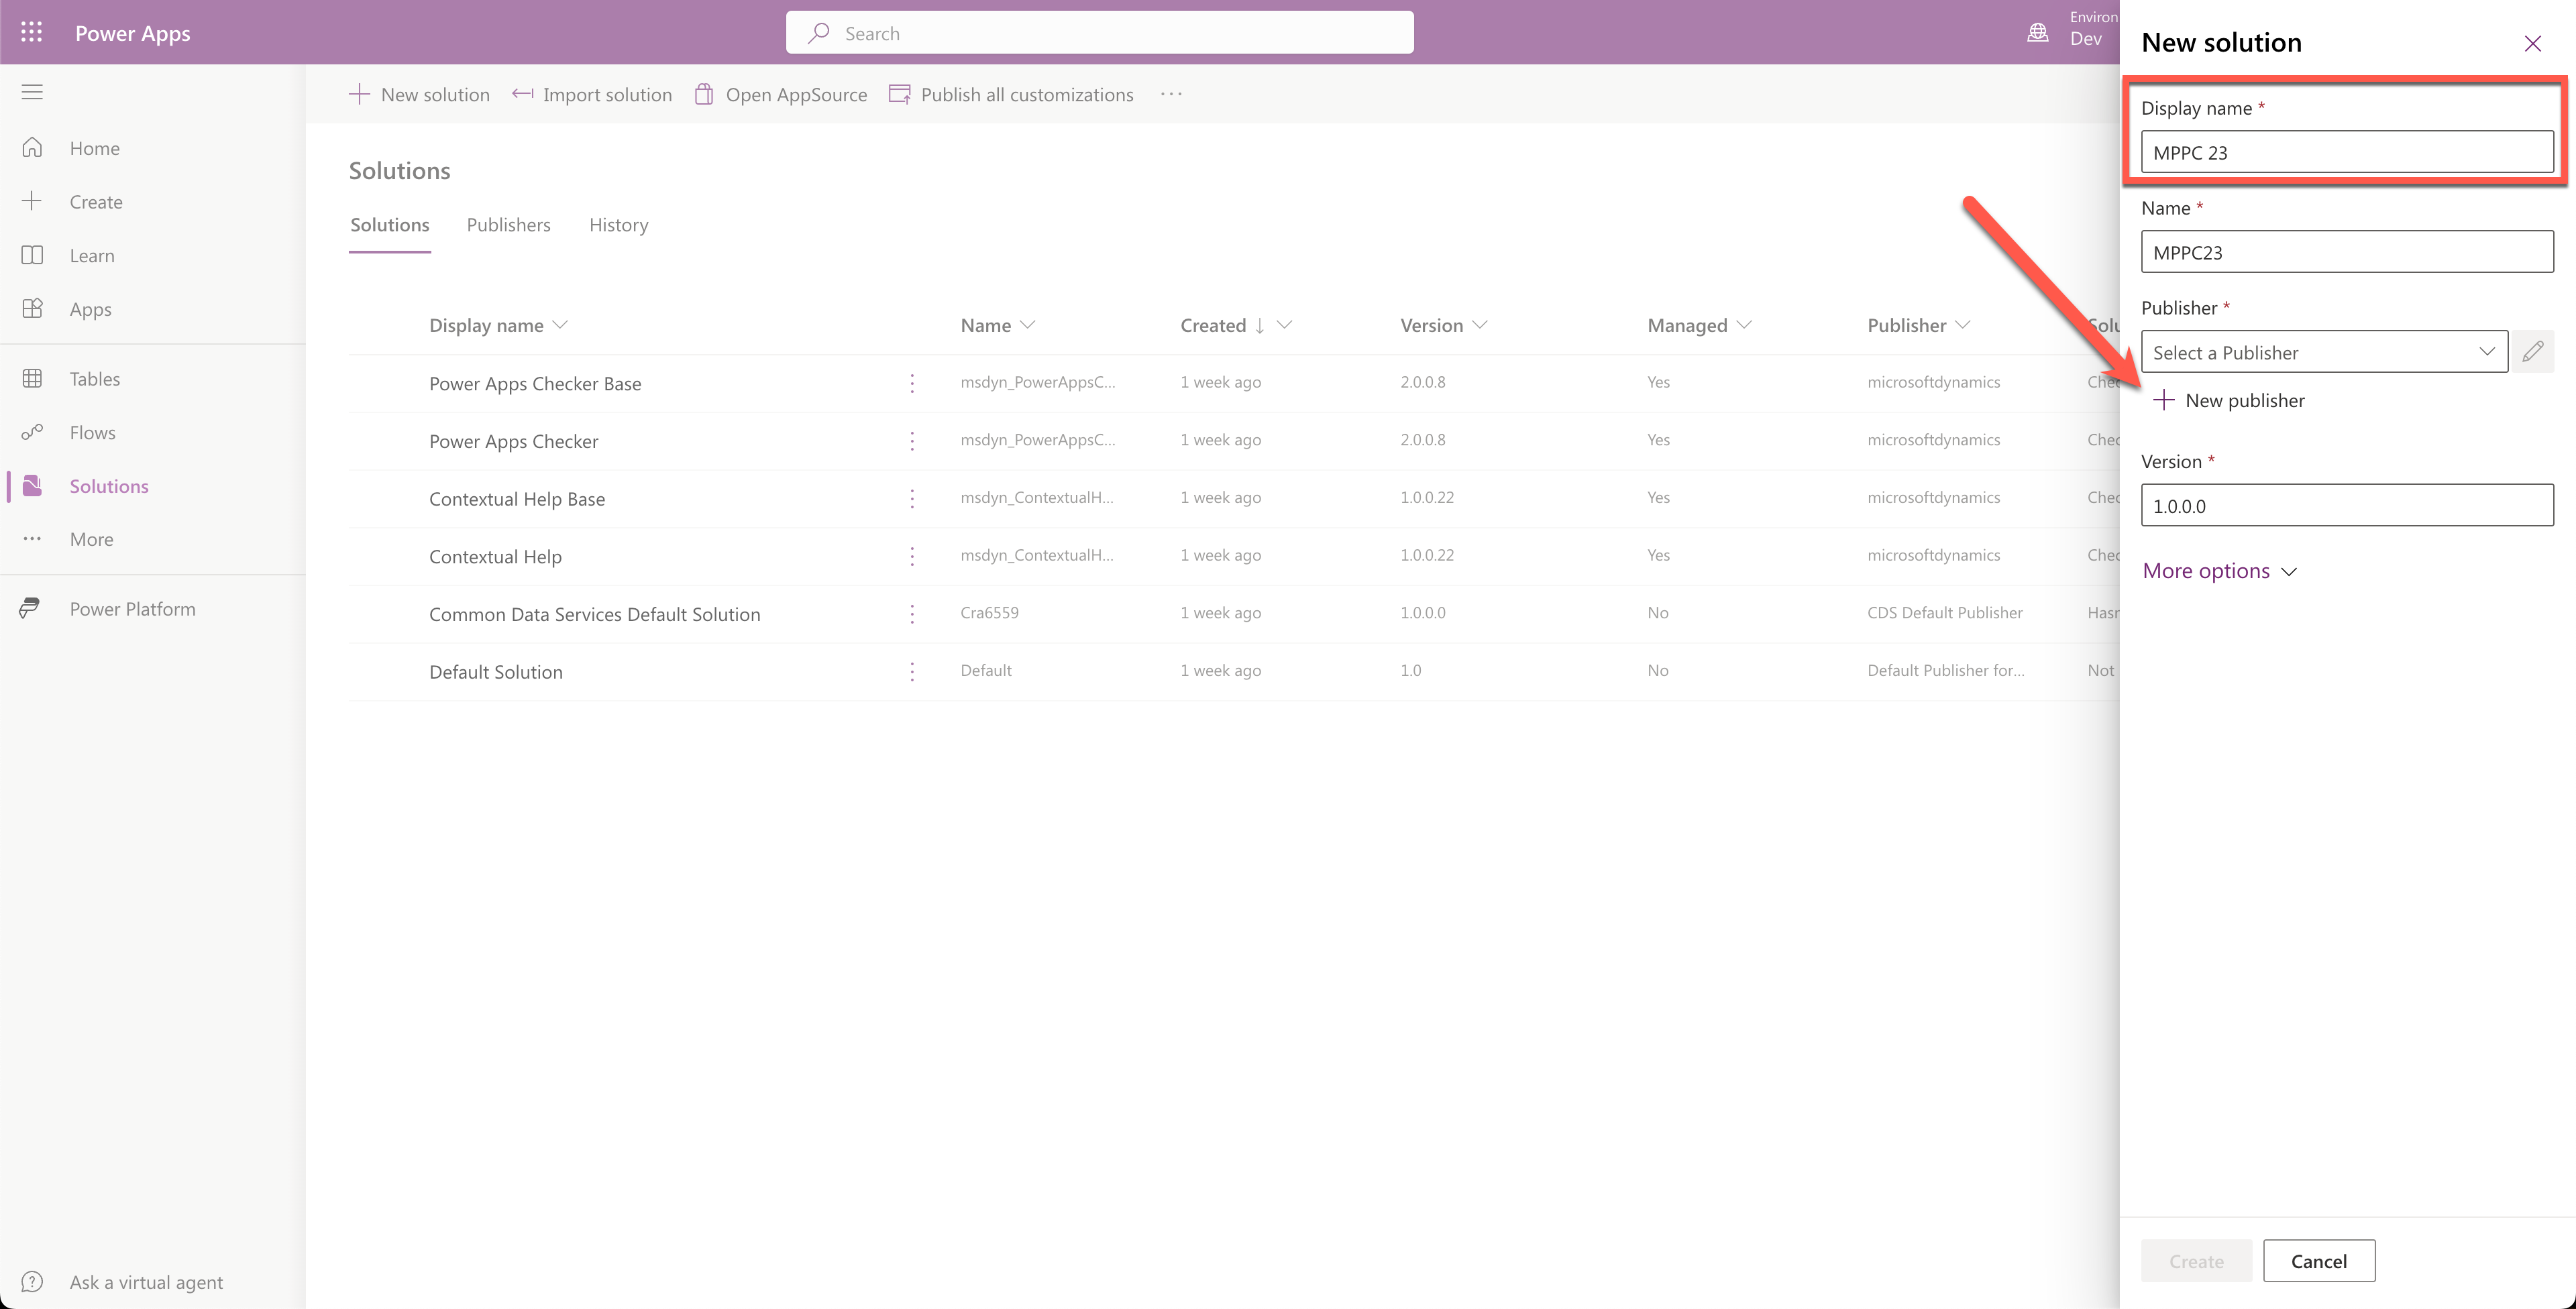 Power Apps
Search
Environ
Dev
New solution
Import solution
Open AppSource
Publish all customizations
Home
Create
Learn
Apps
Tables
Flows
Solutions
More
Power Platform
Ask a virtual agent
Solutions
Solutions Publishers History
Display name Name Created Version Managed Publisher Solu
Power Apps Checker Base msdyn_PowerAppsC... 1 week ago 2.0.0.8 Yes microsoftdynamics Chec
Power Apps Checker msdyn_PowerAppsC... 1 week ago 2.0.0.8 Yes microsoftdynamics Chec
Contextual Help Base msdyn_ContextualH... 1 week ago 1.0.0.22 Yes microsoftdynamics Chec
Contextual Help msdyn_ContextualH... 1 week ago 1.0.0.22 Yes microsoftdynamics Chec
Common Data Services Default Solution Cra6559 1 week ago 1.0.0.0 No CDS Default Publisher Hasn
Default Solution Default 1 week ago 1.0 No Default Publisher for... Not
New solution
Display name *
MPPC 23
Name *
MPPC23
Publisher *
Select a Publisher
New publisher
Version *
1.0.0.0
More options
Create Cancel